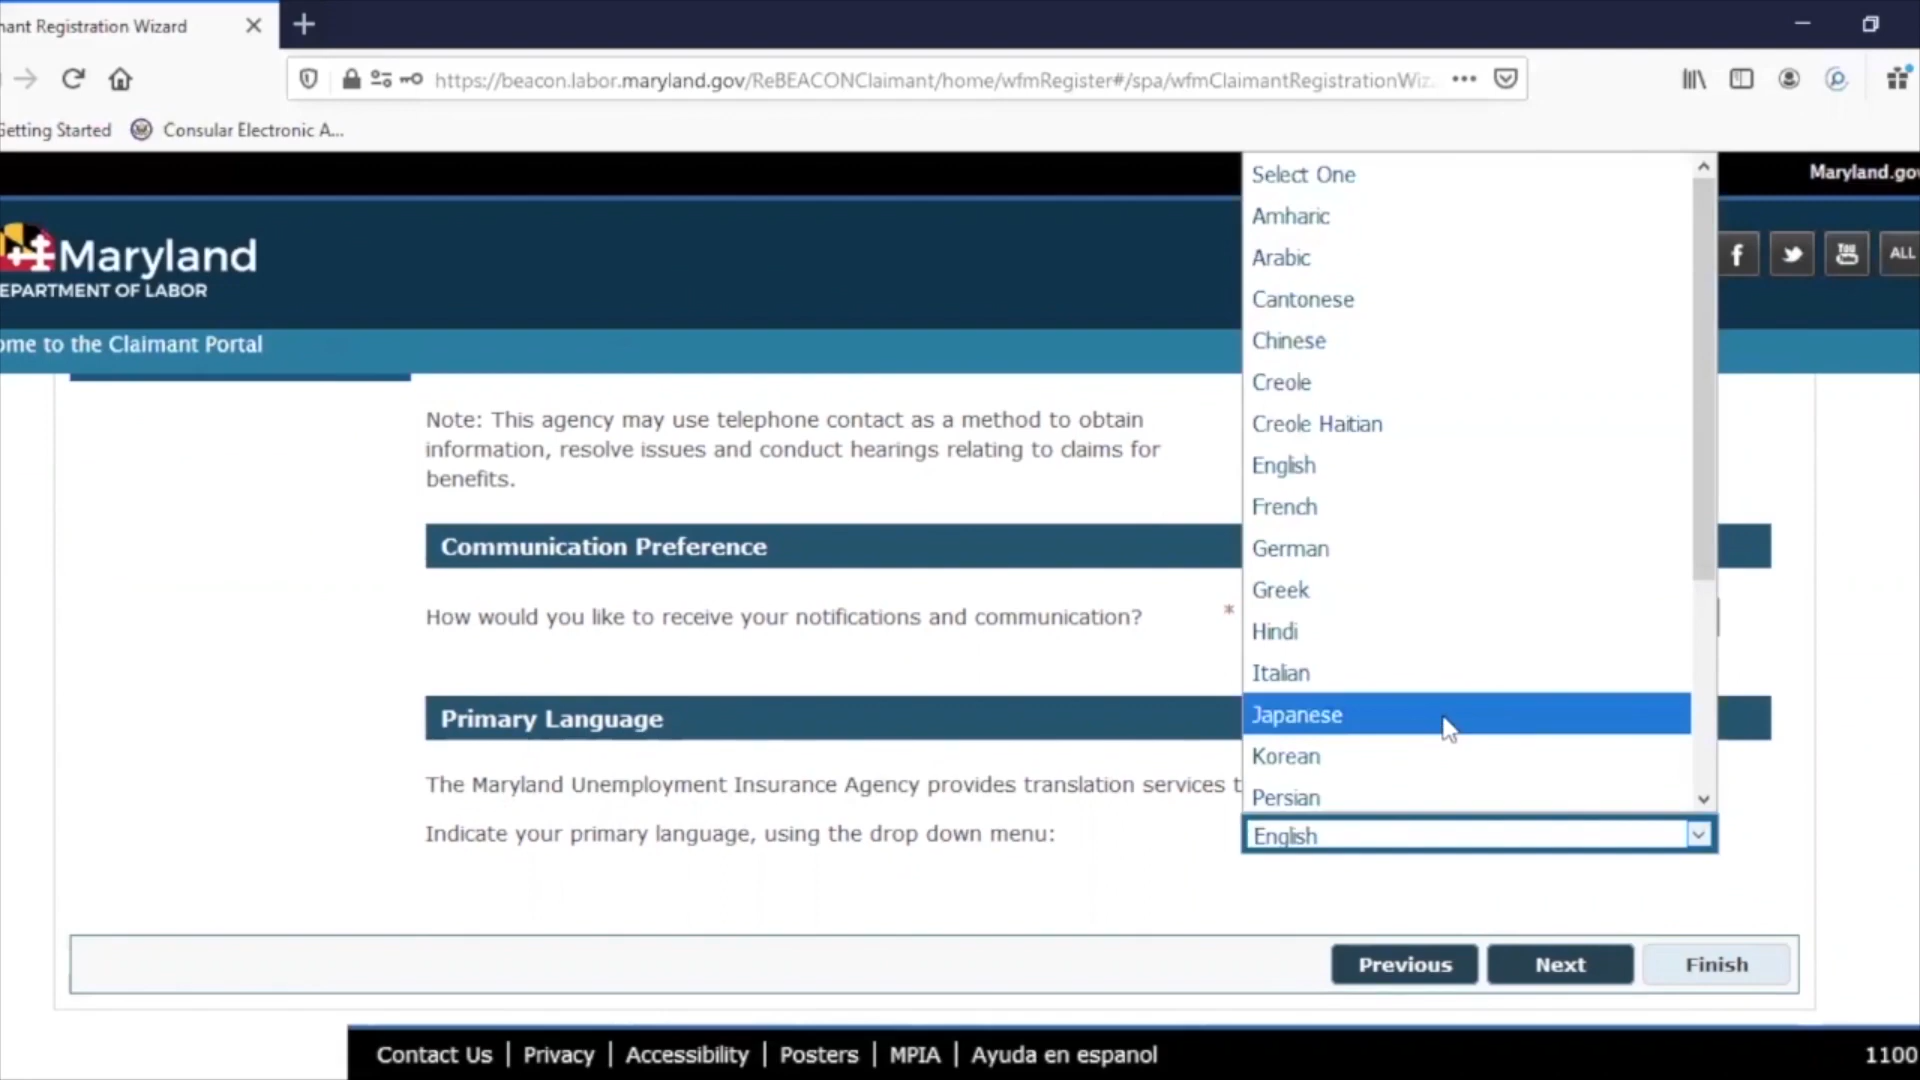 nant Registration Wizard
https://beacon.labor.maryland.gov/ReBEACONClaimant/home/wfmRegister#/spa/wfmClaimantRegistrationWiz
Getting Started
Consular Electronic A...
Maryland.gov
Maryland
EPARTMENT OF LABOR
You
ALL
ome to the Claimant Portal
Note: This agency may use telephone contact as a method to obtain
information, resolve issues and conduct hearings relating to claims for
benefits.
Communication Preference
How would you like to receive your notifications and communication?
*
Primary Language
The Maryland Unemployment Insurance Agency provides translation services t
Indicate your primary language, using the drop down menu:
Select One
Amharic
Arabic
Cantonese
Chinese
Creole
Creole Haitian
English
French
German
Greek
Hindi
Italian
Japanese
Korean
Persian
English
Previous
Next
Finish
Contact Us | Privacy | Accessibility | Posters | MPIA | Ayuda en espanol
1100